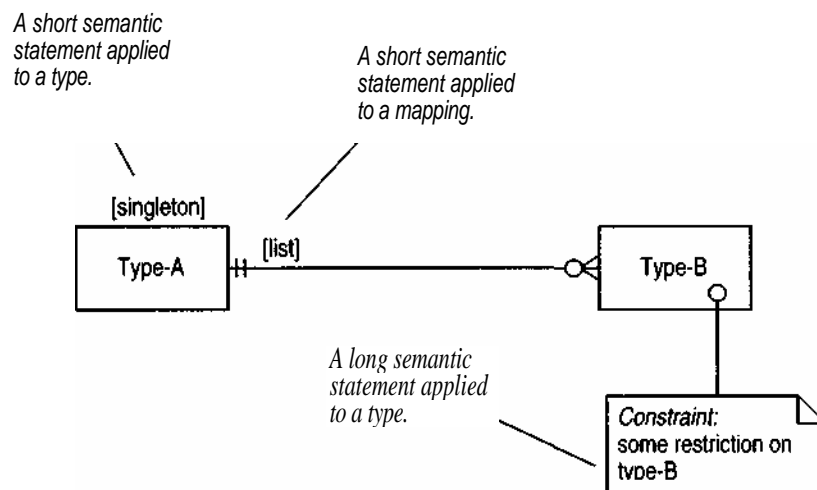 A short semantic
statement applied
to a type.
A short semantic
statement applied
to a mapping.
[singleton]
Type-A
[list]
Type-B
A long semantic
statement applied
to a type.
Constraint:
some restriction on
type-B